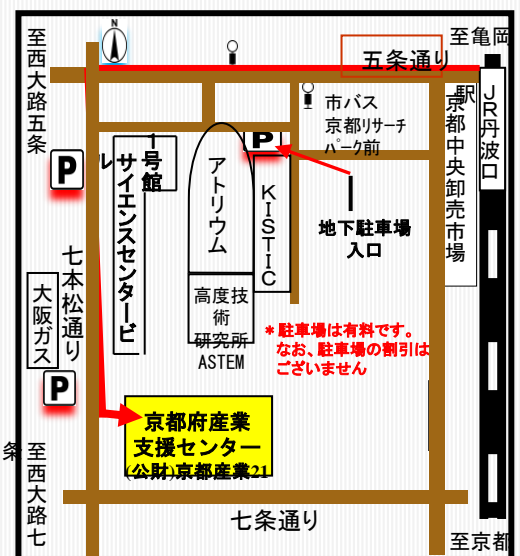 N
至亀岡
五条通り
至西大路五条
JR丹波口
駅
京都中央卸売市場
市バス
京都リサーチ
パーク前
P
1号館
サイエンスセンタービ
ル
アトリウム
KISTIC
P
地下駐車場
入口
七本松通り
大阪ガス
高度技
術
研究所
ASTEM
*駐車場は有料です。
なお、駐車場の割引は
ございません
P
京都府産業
支援センター
(公財)京都産業21
至西大路七
条
七条通り
至京都